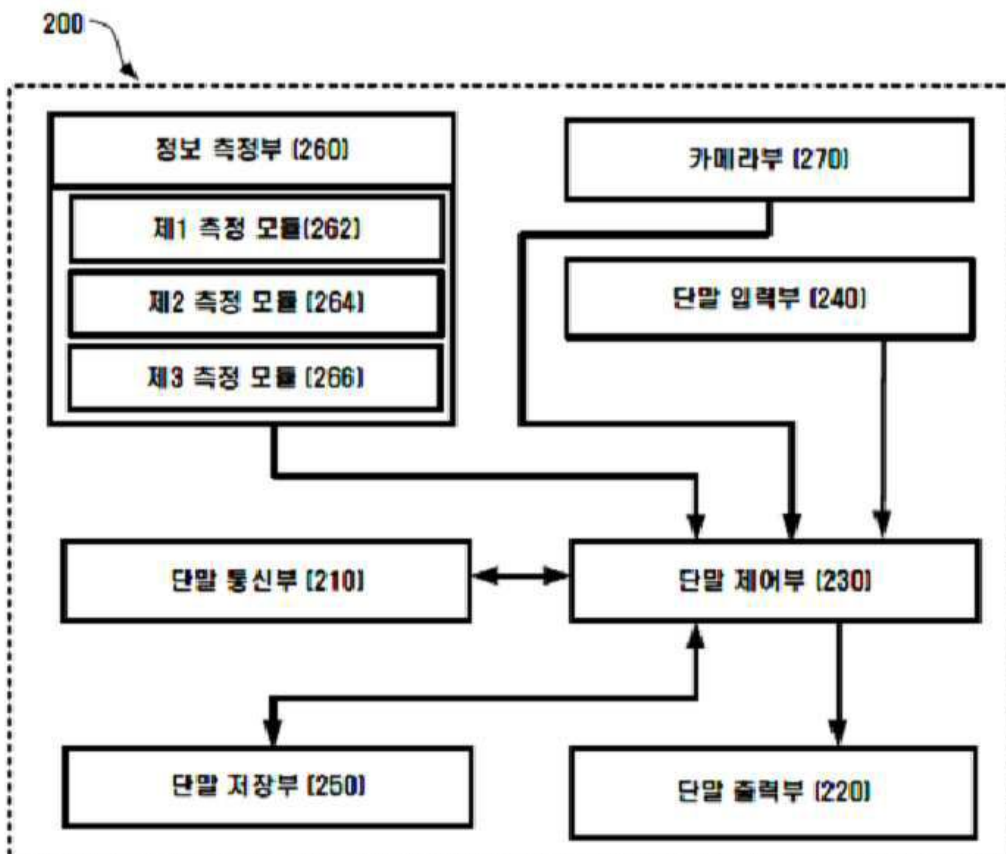 200
정보 측정부 (260)
제1 측정 모듈(262)
제2 측정 모듈 (264)
제3 측정 모듈 (266)
카메라부 (270)
단말 입력부 (240)
단말 통신부 (210)
단말 제어부 (230)
단말 저장부 (250)
단말 출력부 (220)